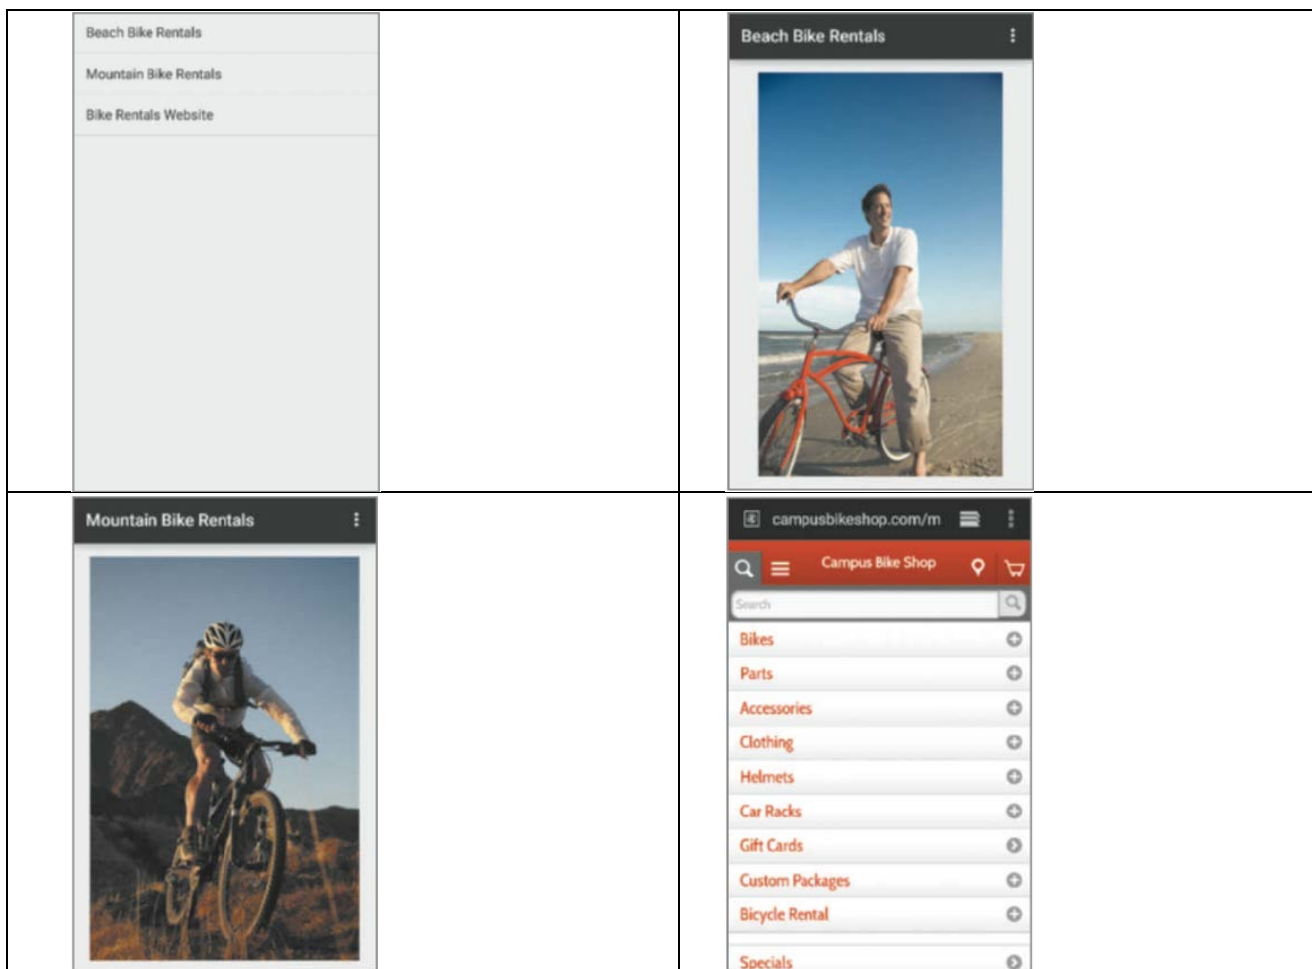 Beach Bike Rentals
Mountain Bike Rentals
Bike Rentals Website
Beach Bike Rentals
Mountain Bike Rentals
campusbikeshop.com/m
Campus Bike Shop
Search
Bikes
Parts
Accessories
Clothing
Helmets
Car Racks
Gift Cards
Custom Packages
Bicycle Rental
Specials